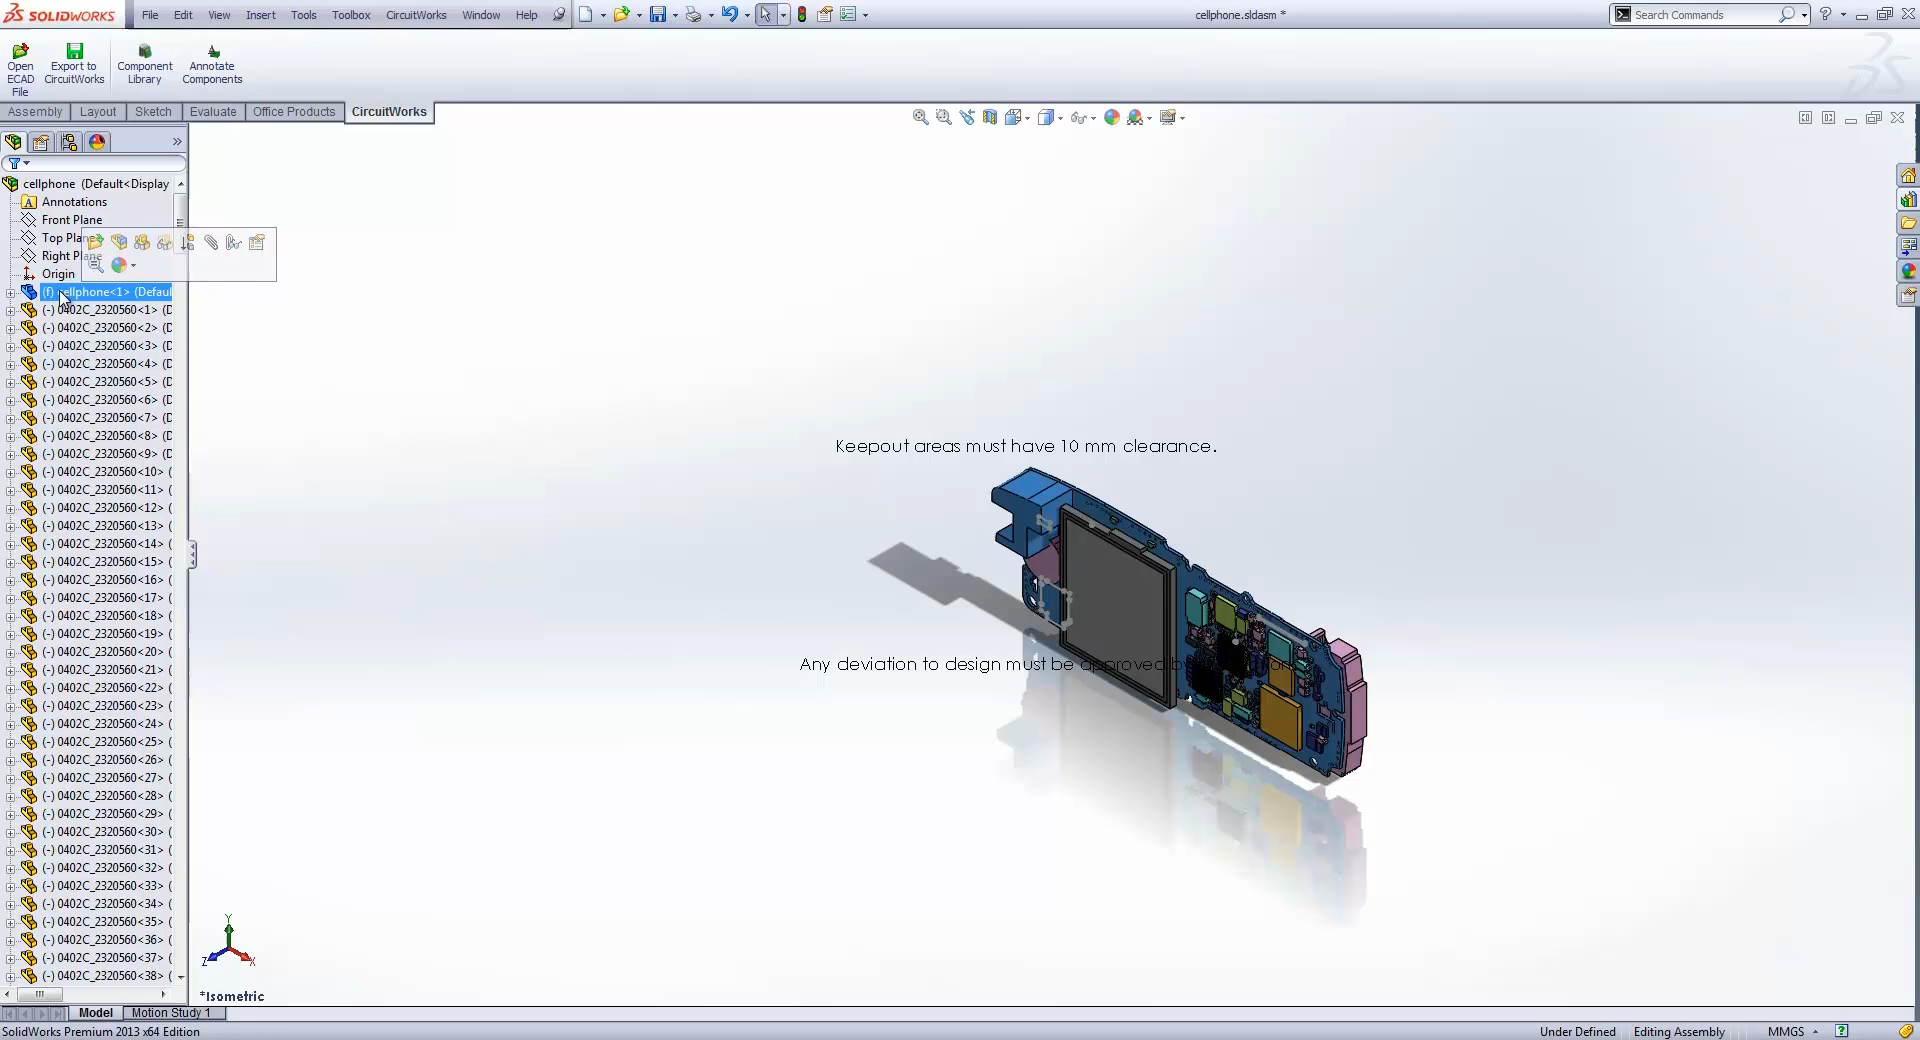 SOLIDWORKS
File Edit View Insert Tools Toolbox CircuitWorks Window Help
cellphone.sldasm *
Search Commands
Open ECAD File
Export to CircuitWorks
Component Library
Annotate Components
Assembly Layout Sketch Evaluate Office Products CircuitWorks
cellphone (Default<Display
Annotations
Front Plane
Top Plane
Right Plane
Origin
(f) cellphone<1> (Defaul
(-) 0402C_2320560<1> (D
(-) 0402C_2320560<2> (D
(-) 0402C_2320560<3> (D
(-) 0402C_2320560<4> (D
(-) 0402C_2320560<5> (D
(-) 0402C_2320560<6> (D
(-) 0402C_2320560<7> (D
(-) 0402C_2320560<8> (D
(-) 0402C_2320560<9> (D
(-) 0402C_2320560<10> (
(-) 0402C_2320560<11> (
(-) 0402C_2320560<12> (
(-) 0402C_2320560<13> (
(-) 0402C_2320560<14> (
(-) 0402C_2320560<15> (
(-) 0402C_2320560<16> (
(-) 0402C_2320560<17> (
(-) 0402C_2320560<18> (
(-) 0402C_2320560<19> (
(-) 0402C_2320560<20> (
(-) 0402C_2320560<21> (
(-) 0402C_2320560<22> (
(-) 0402C_2320560<23> (
(-) 0402C_2320560<24> (
(-) 0402C_2320560<25> (
(-) 0402C_2320560<26> (
(-) 0402C_2320560<27> (
(-) 0402C_2320560<28> (
(-) 0402C_2320560<29> (
(-) 0402C_2320560<30> (
(-) 0402C_2320560<31> (
(-) 0402C_2320560<32> (
(-) 0402C_2320560<33> (
(-) 0402C_2320560<34> (
(-) 0402C_2320560<35> (
(-) 0402C_2320560<36> (
(-) 0402C_2320560<37> (
(-) 0402C_2320560<38> (
Keepout areas must have 10 mm clearance.
Any deviation to design must be approved by
Y
Z X
*Isometric
Model Motion Study 1
SolidWorks Premium 2013 x64 Edition
Under Defined Editing Assembly MMGS